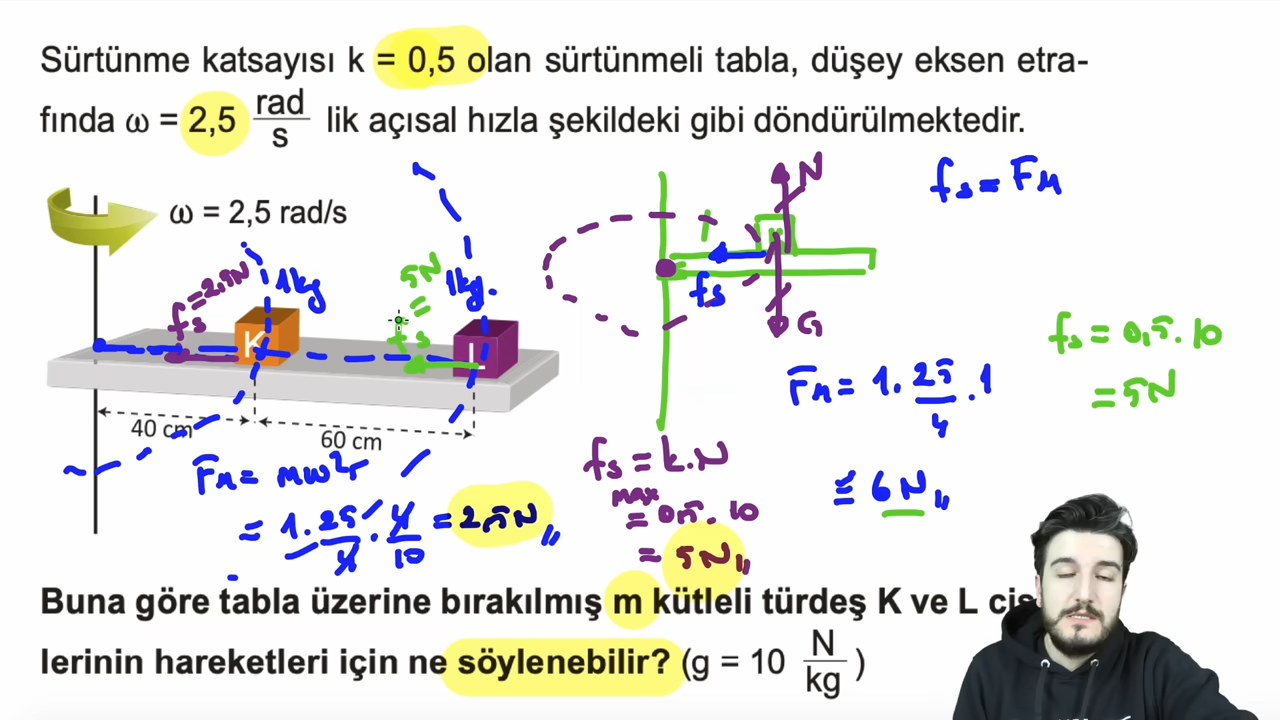 Sürtünme katsayısı k = 0,5 olan sürtünmeli tabla, düşey eksen etra-
fında ω = 2,5 rad/s lik açısal hızla şekildeki gibi döndürülmektedir.
ω = 2,5 rad/s
N
fs = FM
fs = 2,5N
1kg
5N
=
fs
1kg.
K
L
fs
G
fs = 0,5.10
= 5N
FM = 1.25/4.1
≅ 6N,,
40 cm
60 cm
FM = mω²r
= 1.25/4.4/10 = 2,5N,,
fs = k.N
max
= 0,5.10
= 5N,,
Buna göre tabla üzerine bırakılmış m kütleli türdeş K ve L cis
lerinin hareketleri için ne söylenebilir? (g = 10 N/kg)